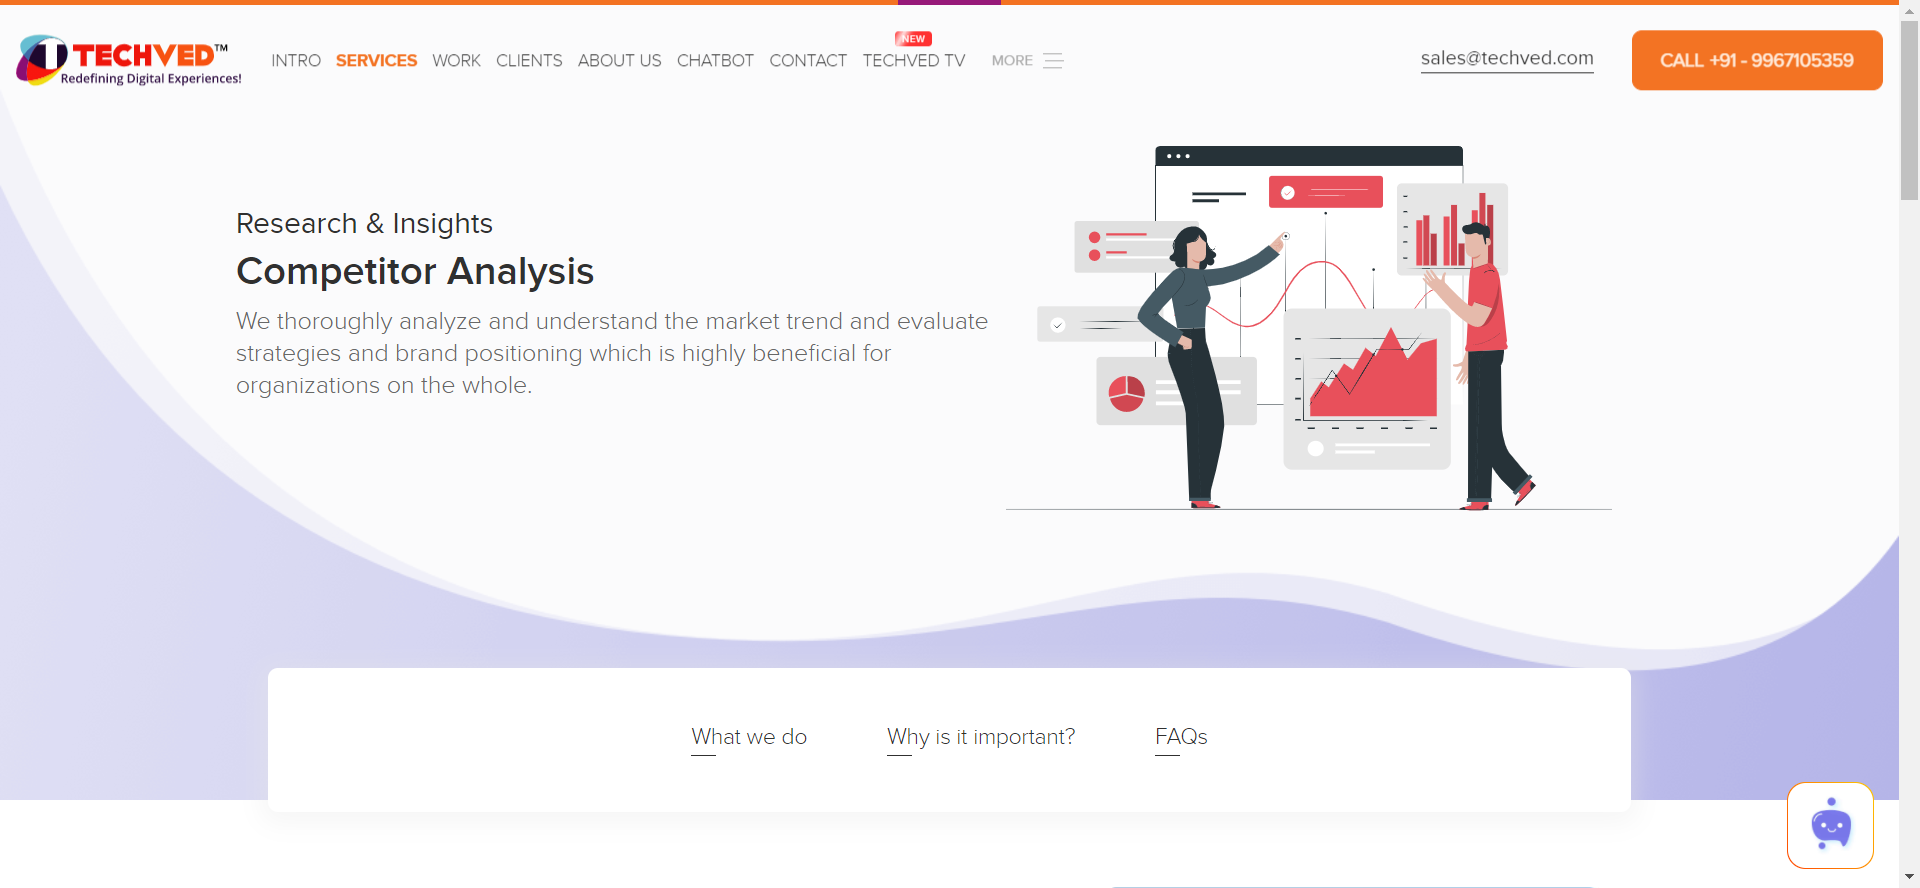 TECHVED™
Redefining Digital Experiences!
INTRO SERVICES WORK CLIENTS ABOUT US CHATBOT CONTACT TECHVED TV MORE
NEW
sales@techved.com
CALL +91 - 9967105359
Research & Insights
Competitor Analysis
We thoroughly analyze and understand the market trend and evaluate
strategies and brand positioning which is highly beneficial for
organizations on the whole.
What we do
Why is it important?
FAQs